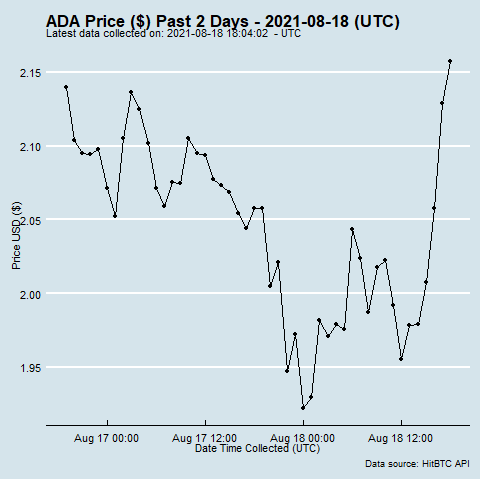 ADA Price ($) Past 2 Days - 2021-08-18 (UTC)
Latest data collected on: 2021-08-18 18:04:02  - UTC
2.15
2.10
2.05
2.00
1.95
Price USD ($)
Aug 17 00:00
Aug 17 12:00
Aug 18 00:00
Aug 18 12:00
Date Time Collected (UTC)
Data source: HitBTC API